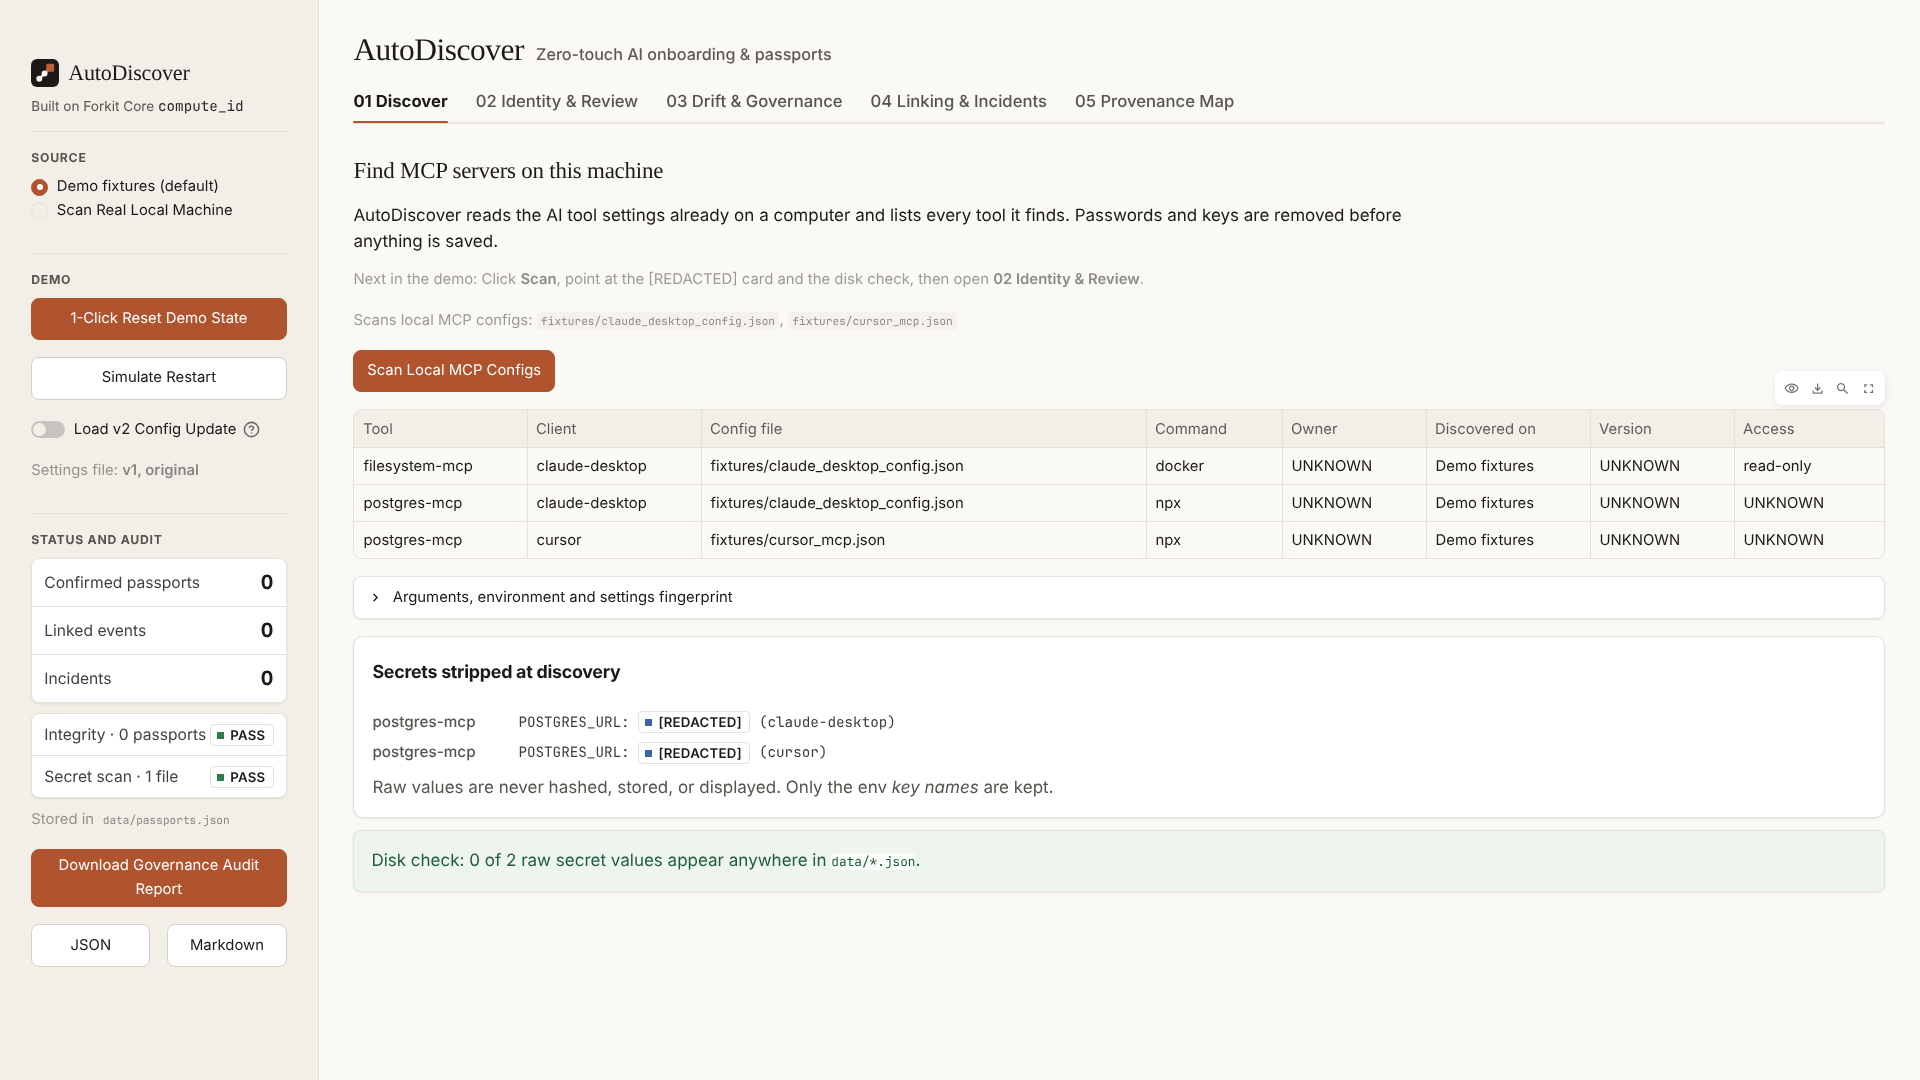 AutoDiscover
Built on Forkit Core compute_id
SOURCE
Demo fixtures (default)
Scan Real Local Machine
DEMO
1-Click Reset Demo State
Simulate Restart
Load v2 Config Update
Settings file: v1, original
STATUS AND AUDIT
Confirmed passports 0
Linked events 0
Incidents 0
Integrity · 0 passports PASS
Secret scan · 1 file PASS
Stored in data/passports.json
Download Governance Audit
Report
JSON Markdown
AutoDiscover Zero-touch AI onboarding & passports
01 Discover 02 Identity & Review 03 Drift & Governance 04 Linking & Incidents 05 Provenance Map
Find MCP servers on this machine
AutoDiscover reads the AI tool settings already on a computer and lists every tool it finds. Passwords and keys are removed before
anything is saved.
Next in the demo: Click Scan, point at the [REDACTED] card and the disk check, then open 02 Identity & Review.
Scans local MCP configs: fixtures/claude_desktop_config.json , fixtures/cursor_mcp.json
Scan Local MCP Configs
Tool Client Config file Command Owner Discovered on Version Access
filesystem-mcp claude-desktop fixtures/claude_desktop_config.json docker UNKNOWN Demo fixtures UNKNOWN read-only
postgres-mcp claude-desktop fixtures/claude_desktop_config.json npx UNKNOWN Demo fixtures UNKNOWN UNKNOWN
postgres-mcp cursor fixtures/cursor_mcp.json npx UNKNOWN Demo fixtures UNKNOWN UNKNOWN
Arguments, environment and settings fingerprint
Secrets stripped at discovery
postgres-mcp POSTGRES_URL: [REDACTED] (claude-desktop)
postgres-mcp POSTGRES_URL: [REDACTED] (cursor)
Raw values are never hashed, stored, or displayed. Only the env key names are kept.
Disk check: 0 of 2 raw secret values appear anywhere in data/*.json.